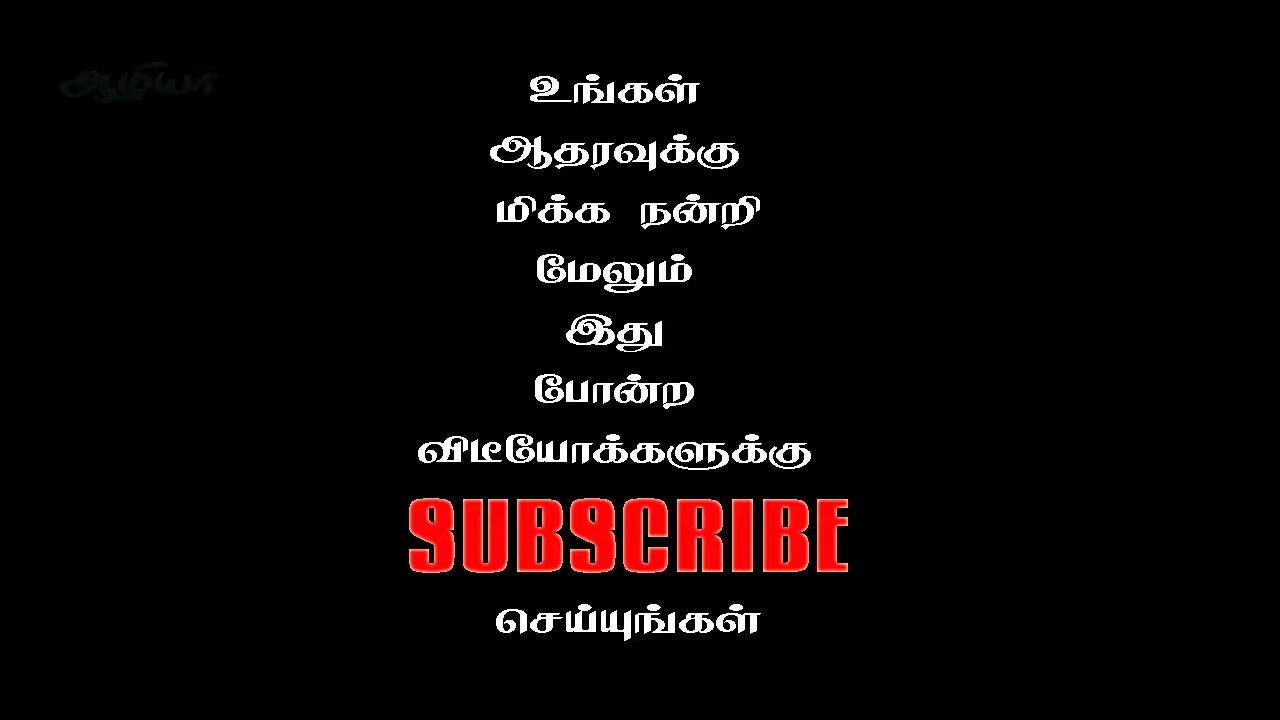 உங்கள்
ஆதரவுக்கு
மிக்க நன்றி
மேலும்
இது
போன்ற
விடீயோக்களுக்கு
SUBSCRIBE
செய்யுங்கள்